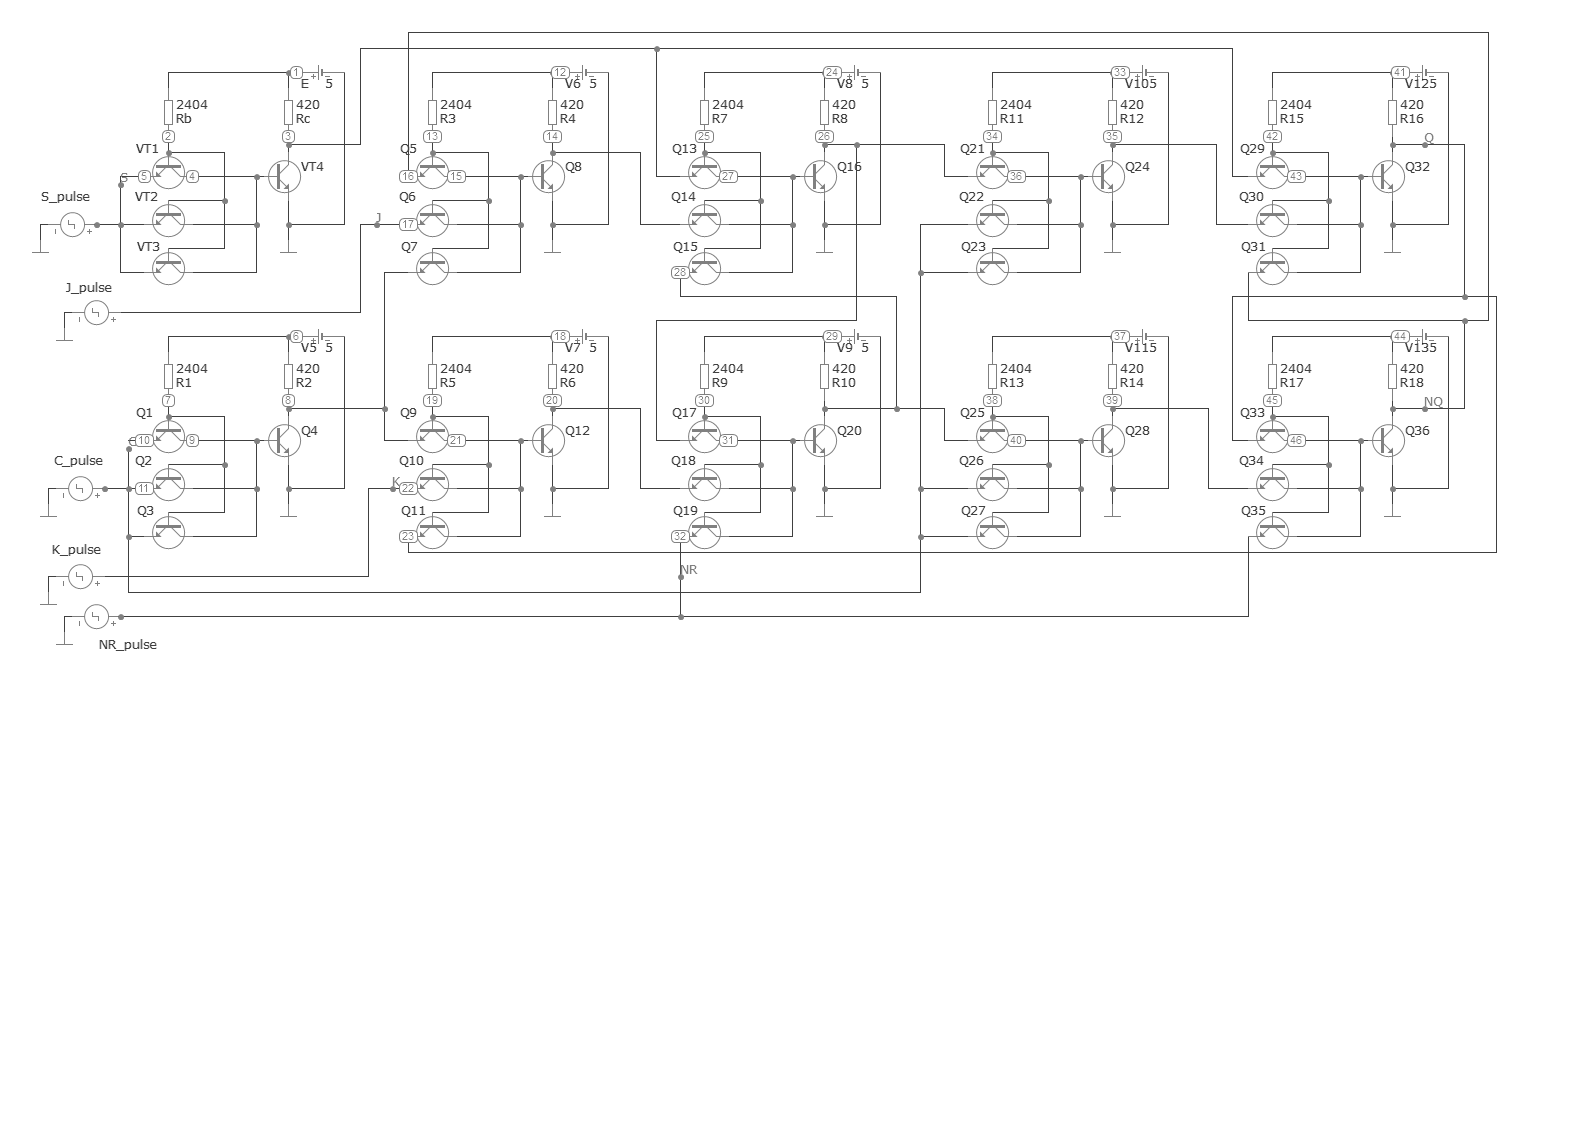 1 12 24 33 41
E 5 V6 5 V8 5 V105 V125
2404 420 2404 420 2404 420 2404 420 2404 420
Rb Rc R3 R4 R7 R8 R11 R12 R15 R16
2 3 13 14 25 26 34 35 42
Q
VT1 Q5 Q13 Q21 Q29
VT4 Q8 Q16 Q24 Q32
S 5 4 16 15 27 36 43
S_pulse VT2 Q6 Q14 Q22 Q30
J 17
VT3 Q7 Q15 Q23 Q31
28
J_pulse
6 18 29 37 44
V5 5 V7 5 V9 5 V115 V135
2404 420 2404 420 2404 420 2404 420 2404 420
R1 R2 R5 R6 R9 R10 R13 R14 R17 R18
7 8 19 20 30 38 39 45 NQ
Q1 Q9 Q17 Q25 Q33
Q4 Q12 Q20 Q28 Q36
10 9 21 31 40 46
C_pulse Q2 Q10 Q18 Q26 Q34
11 K 22
Q3 Q11 Q19 Q27 Q35
23 32
K_pulse
NR
NR_pulse